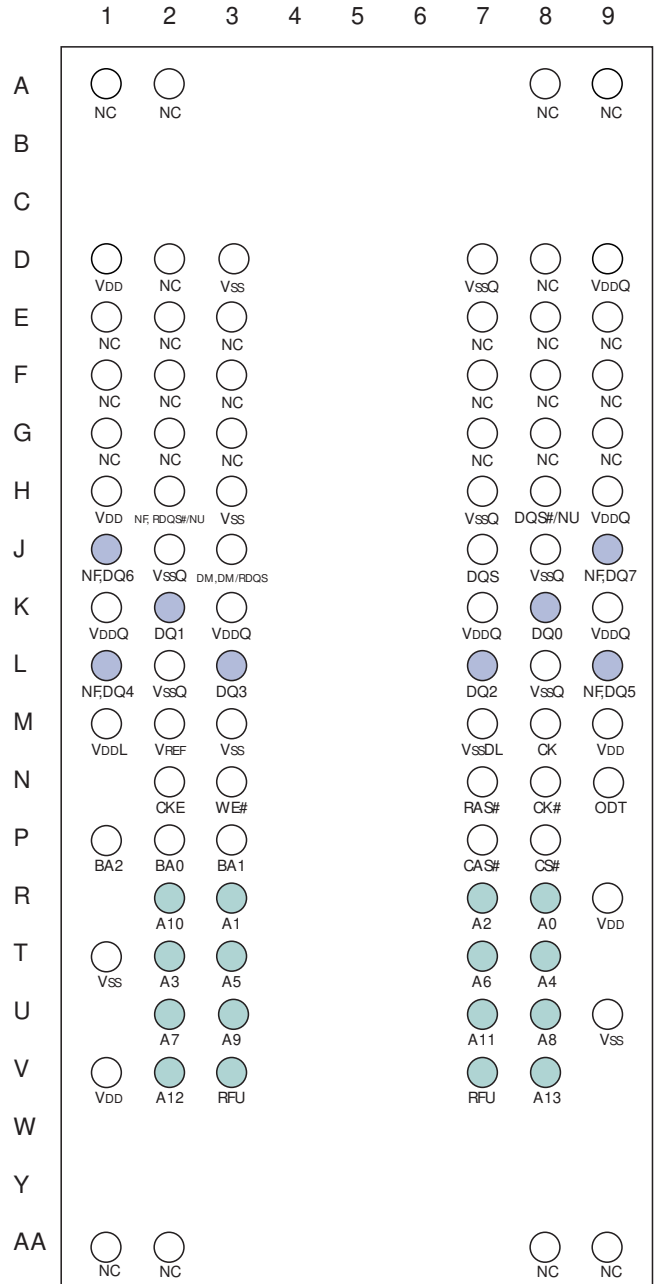 1 2 3 4 5 6 7 8 9
A
NC NC NC NC
B
C
D
VDD NC VSS VSSQ NC VDDQ
E
NC NC NC NC NC NC
F
NC NC NC NC NC NC
G
NC NC NC NC NC NC
H
VDD NF, RDQS#/NU VSS VSSQ DQS#/NU VDDQ
J
NF,DQ6 VSSQ DM,DM/RDQS DQS VSSQ NF,DQ7
K
VDDQ DQ1 VDDQ VDDQ DQ0 VDDQ
L
NF,DQ4 VSSQ DQ3 DQ2 VSSQ NF,DQ5
M
VDDL VREF VSS VSSDL CK VDD
N
CKE WE# RAS# CK# ODT
P
BA2 BA0 BA1 CAS# CS#
R
A10 A1 A2 A0 VDD
T
VSS A3 A5 A6 A4
U
A7 A9 A11 A8 VSS
V
VDD A12 RFU RFU A13
W
Y
AA
NC NC NC NC